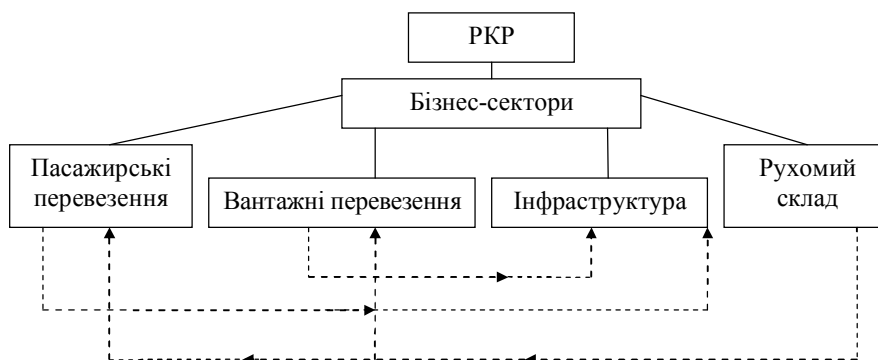 РКР
Бізнес-сектори
Пасажирські
перевезення
Вантажні перевезення
Інфраструктура
Рухомий
склад